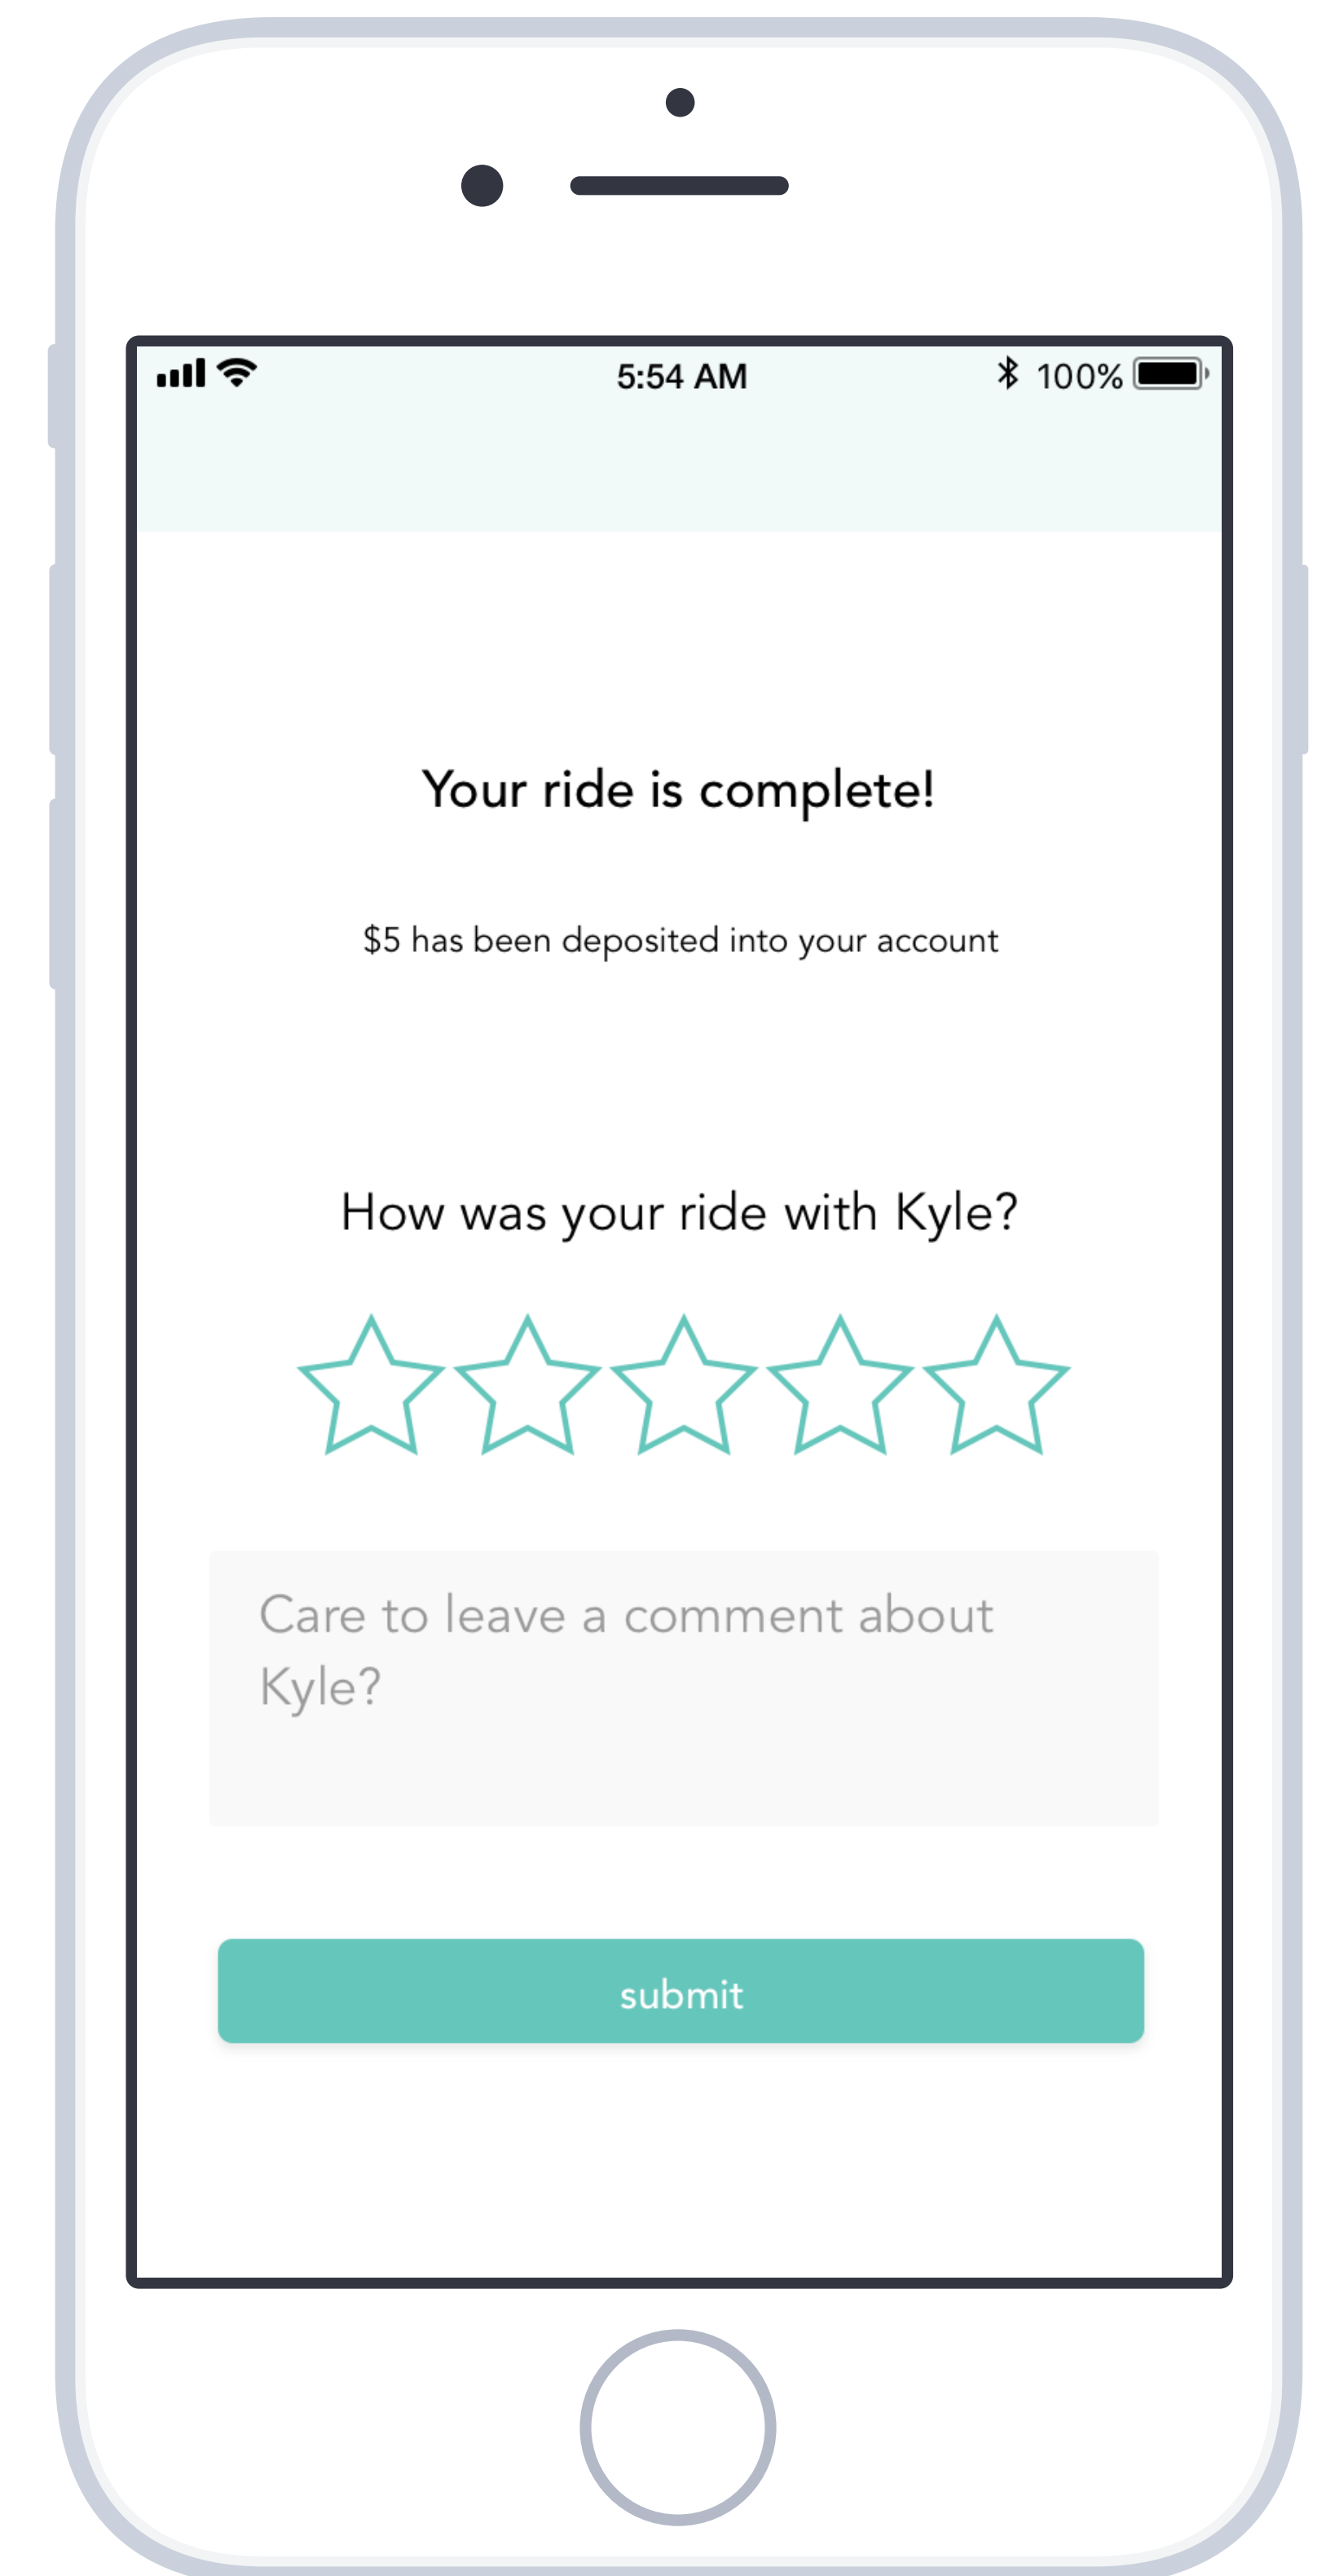 5:54 AM 100%
Your ride is complete!
$5 has been deposited into your account
How was your ride with Kyle?
Care to leave a comment about
Kyle?
submit